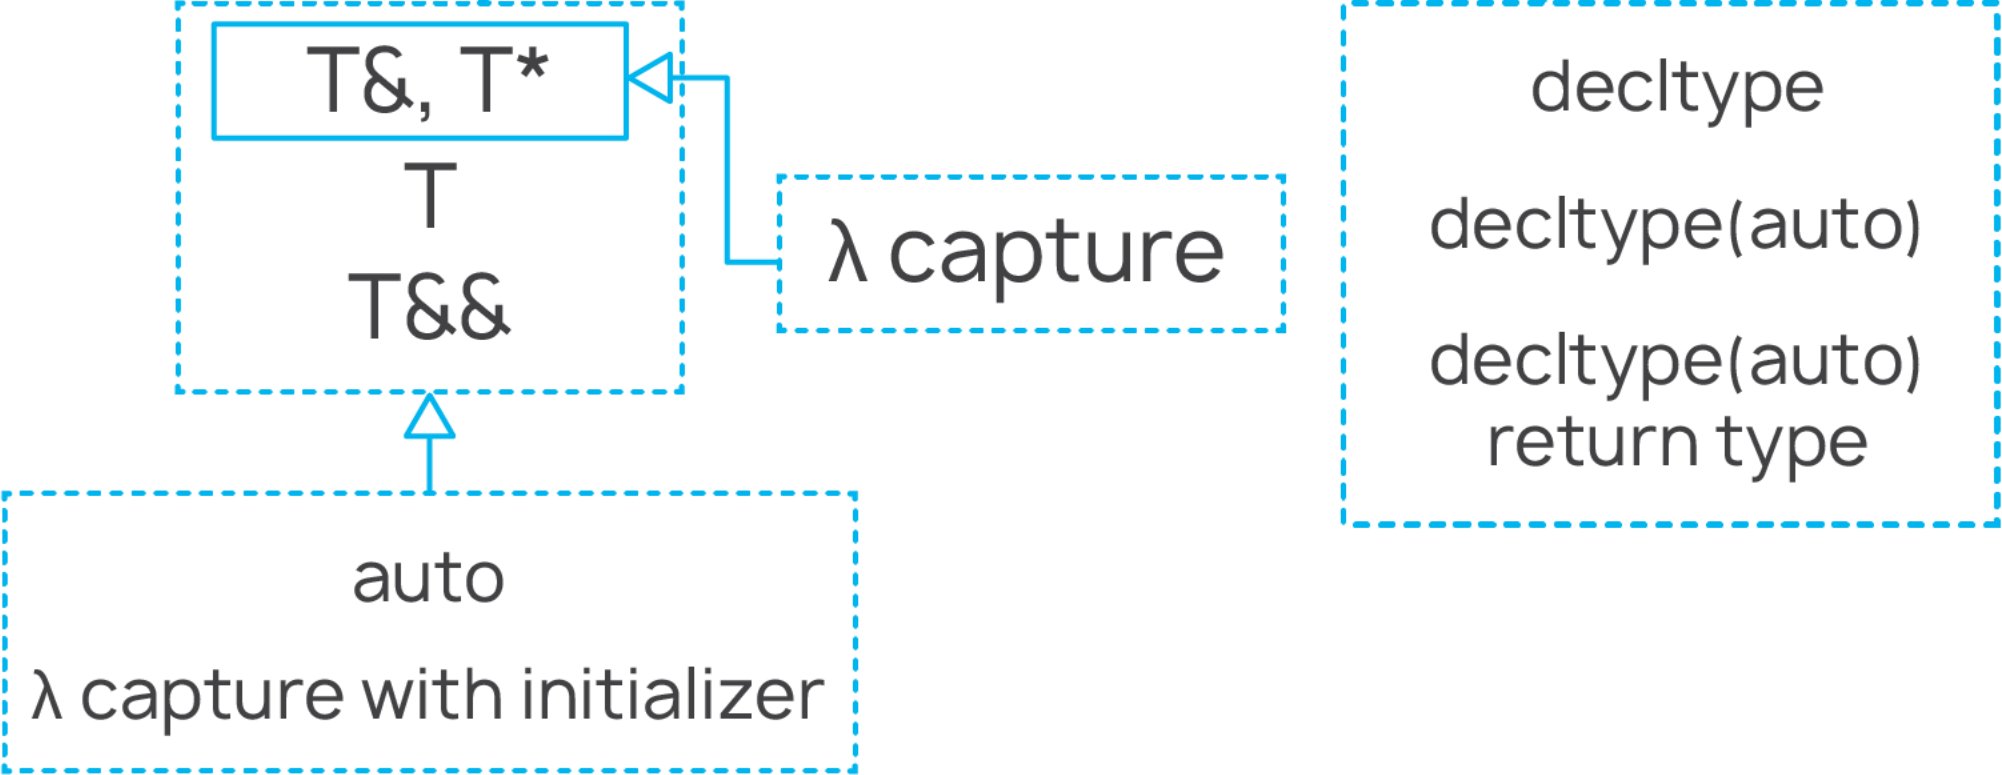 T&, T*
T
T&&
λ capture
auto
λ capture with initializer
decltype
decltype(auto)
decltype(auto)
return type